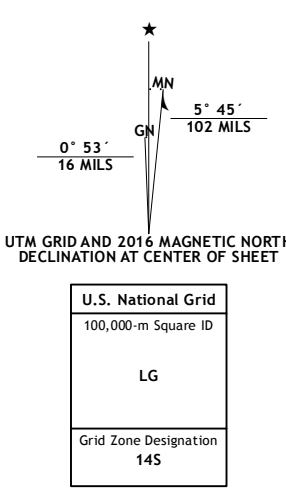 MN
5° 45´
102 MILS
GN
0° 53´
16 MILS
UTM GRID AND 2016 MAGNETIC NORTH
DECLINATION AT CENTER OF SHEET
U.S. National Grid
100,000-m Square ID
LG
Grid Zone Designation
14S